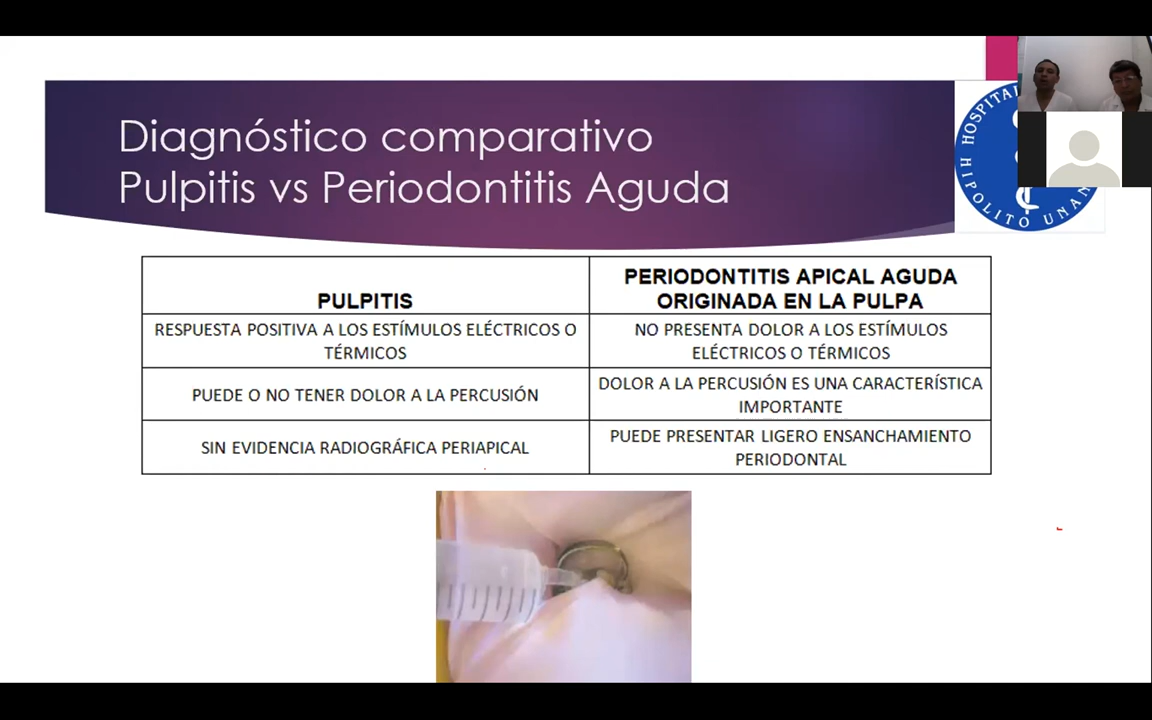 Diagnóstico comparativo
Pulpitis vs Periodontitis Aguda
HOSPITAL
HIPOLITO UNAN
PULPITIS
PERIODONTITIS APICAL AGUDA
ORIGINADA EN LA PULPA
RESPUESTA POSITIVA A LOS ESTÍMULOS ELÉCTRICOS O
TÉRMICOS
NO PRESENTA DOLOR A LOS ESTÍMULOS
ELÉCTRICOS O TÉRMICOS
PUEDE O NO TENER DOLOR A LA PERCUSIÓN
DOLOR A LA PERCUSIÓN ES UNA CARACTERÍSTICA
IMPORTANTE
SIN EVIDENCIA RADIOGRÁFICA PERIAPICAL
PUEDE PRESENTAR LIGERO ENSANCHAMIENTO
PERIODONTAL